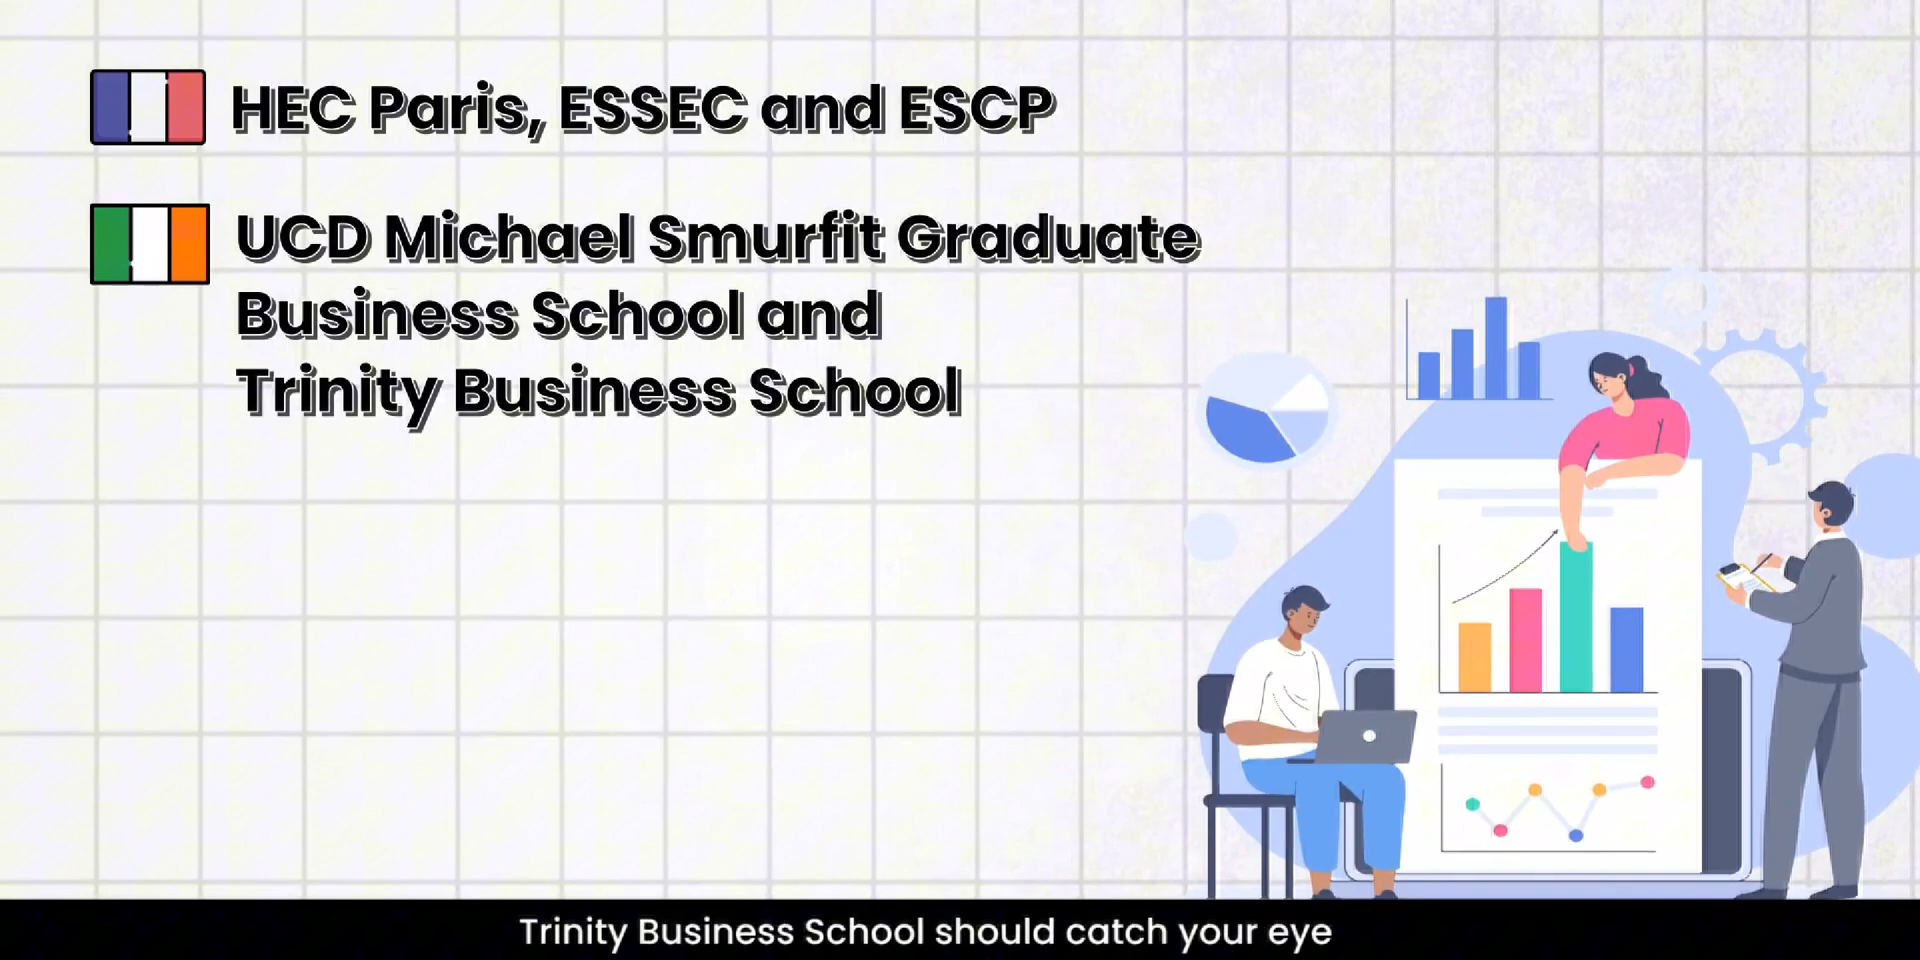 HEC Paris, ESSEC and ESCP
UCD Michael Smurfit Graduate
Business School and
Trinity Business School
Trinity Business School should catch your eye